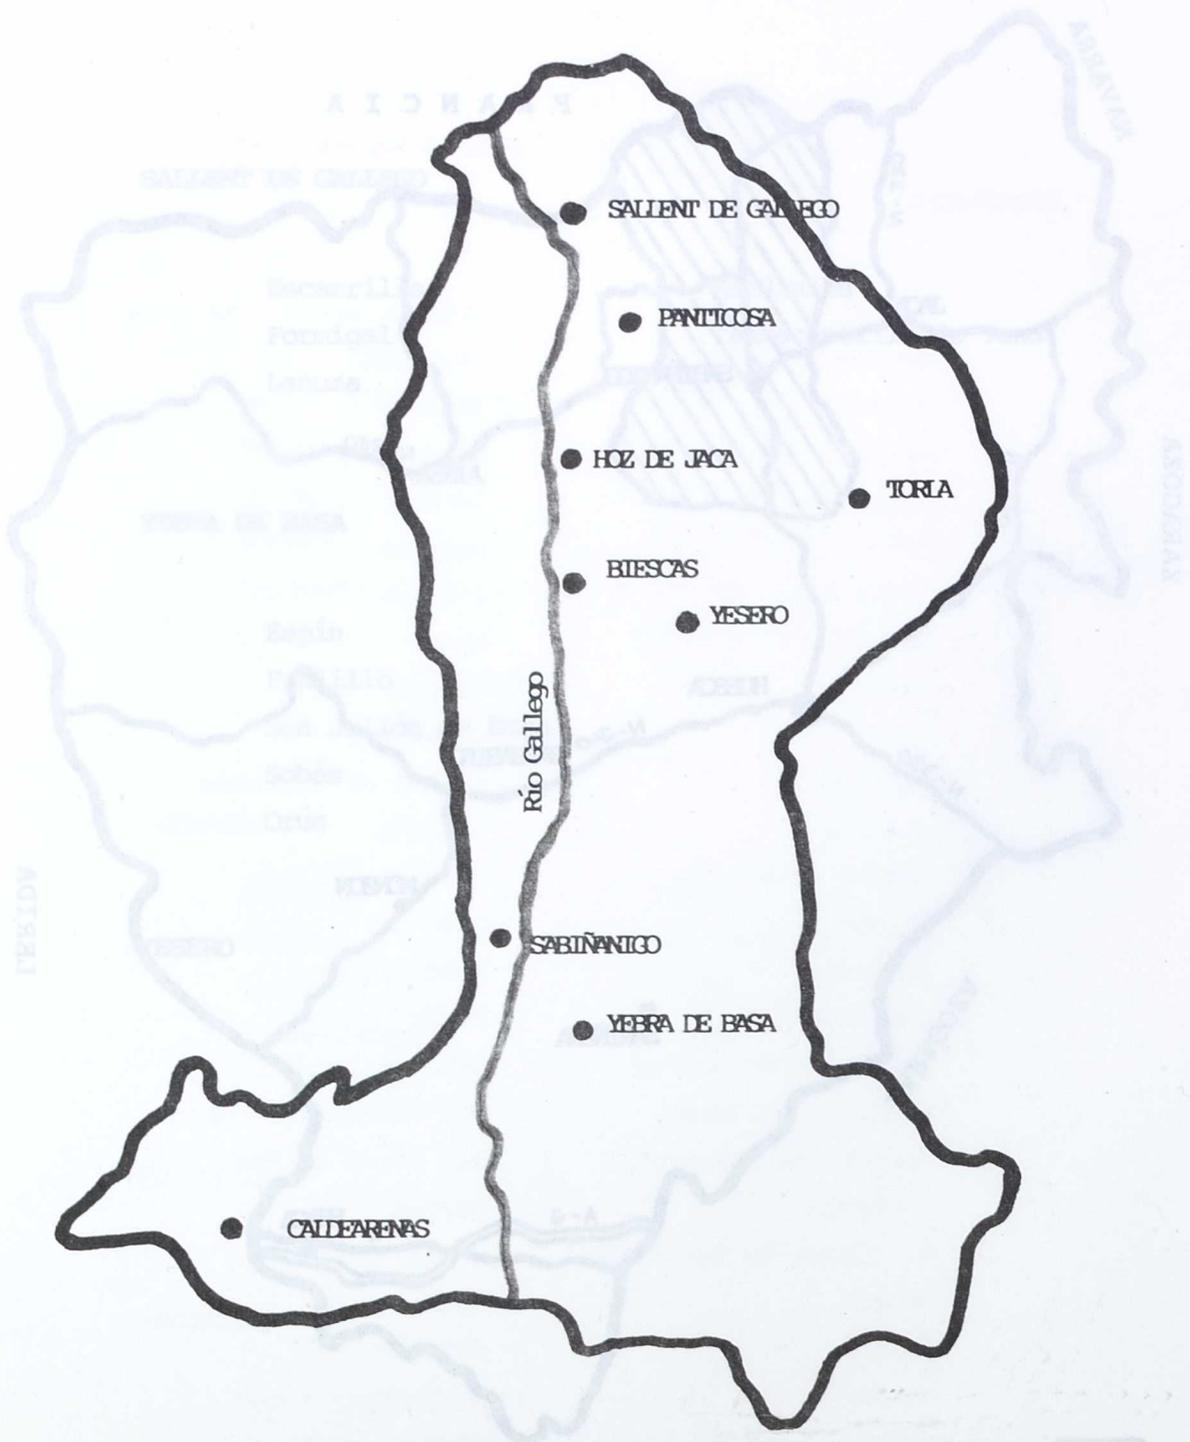 SALLENT DE GALLEGO
PANTICOSA
HOZ DE JACA
TORLA
BIESCAS
YESERO
Río Gallego
SABIÑANIGO
YEBRA DE BASA
CALDEARENAS